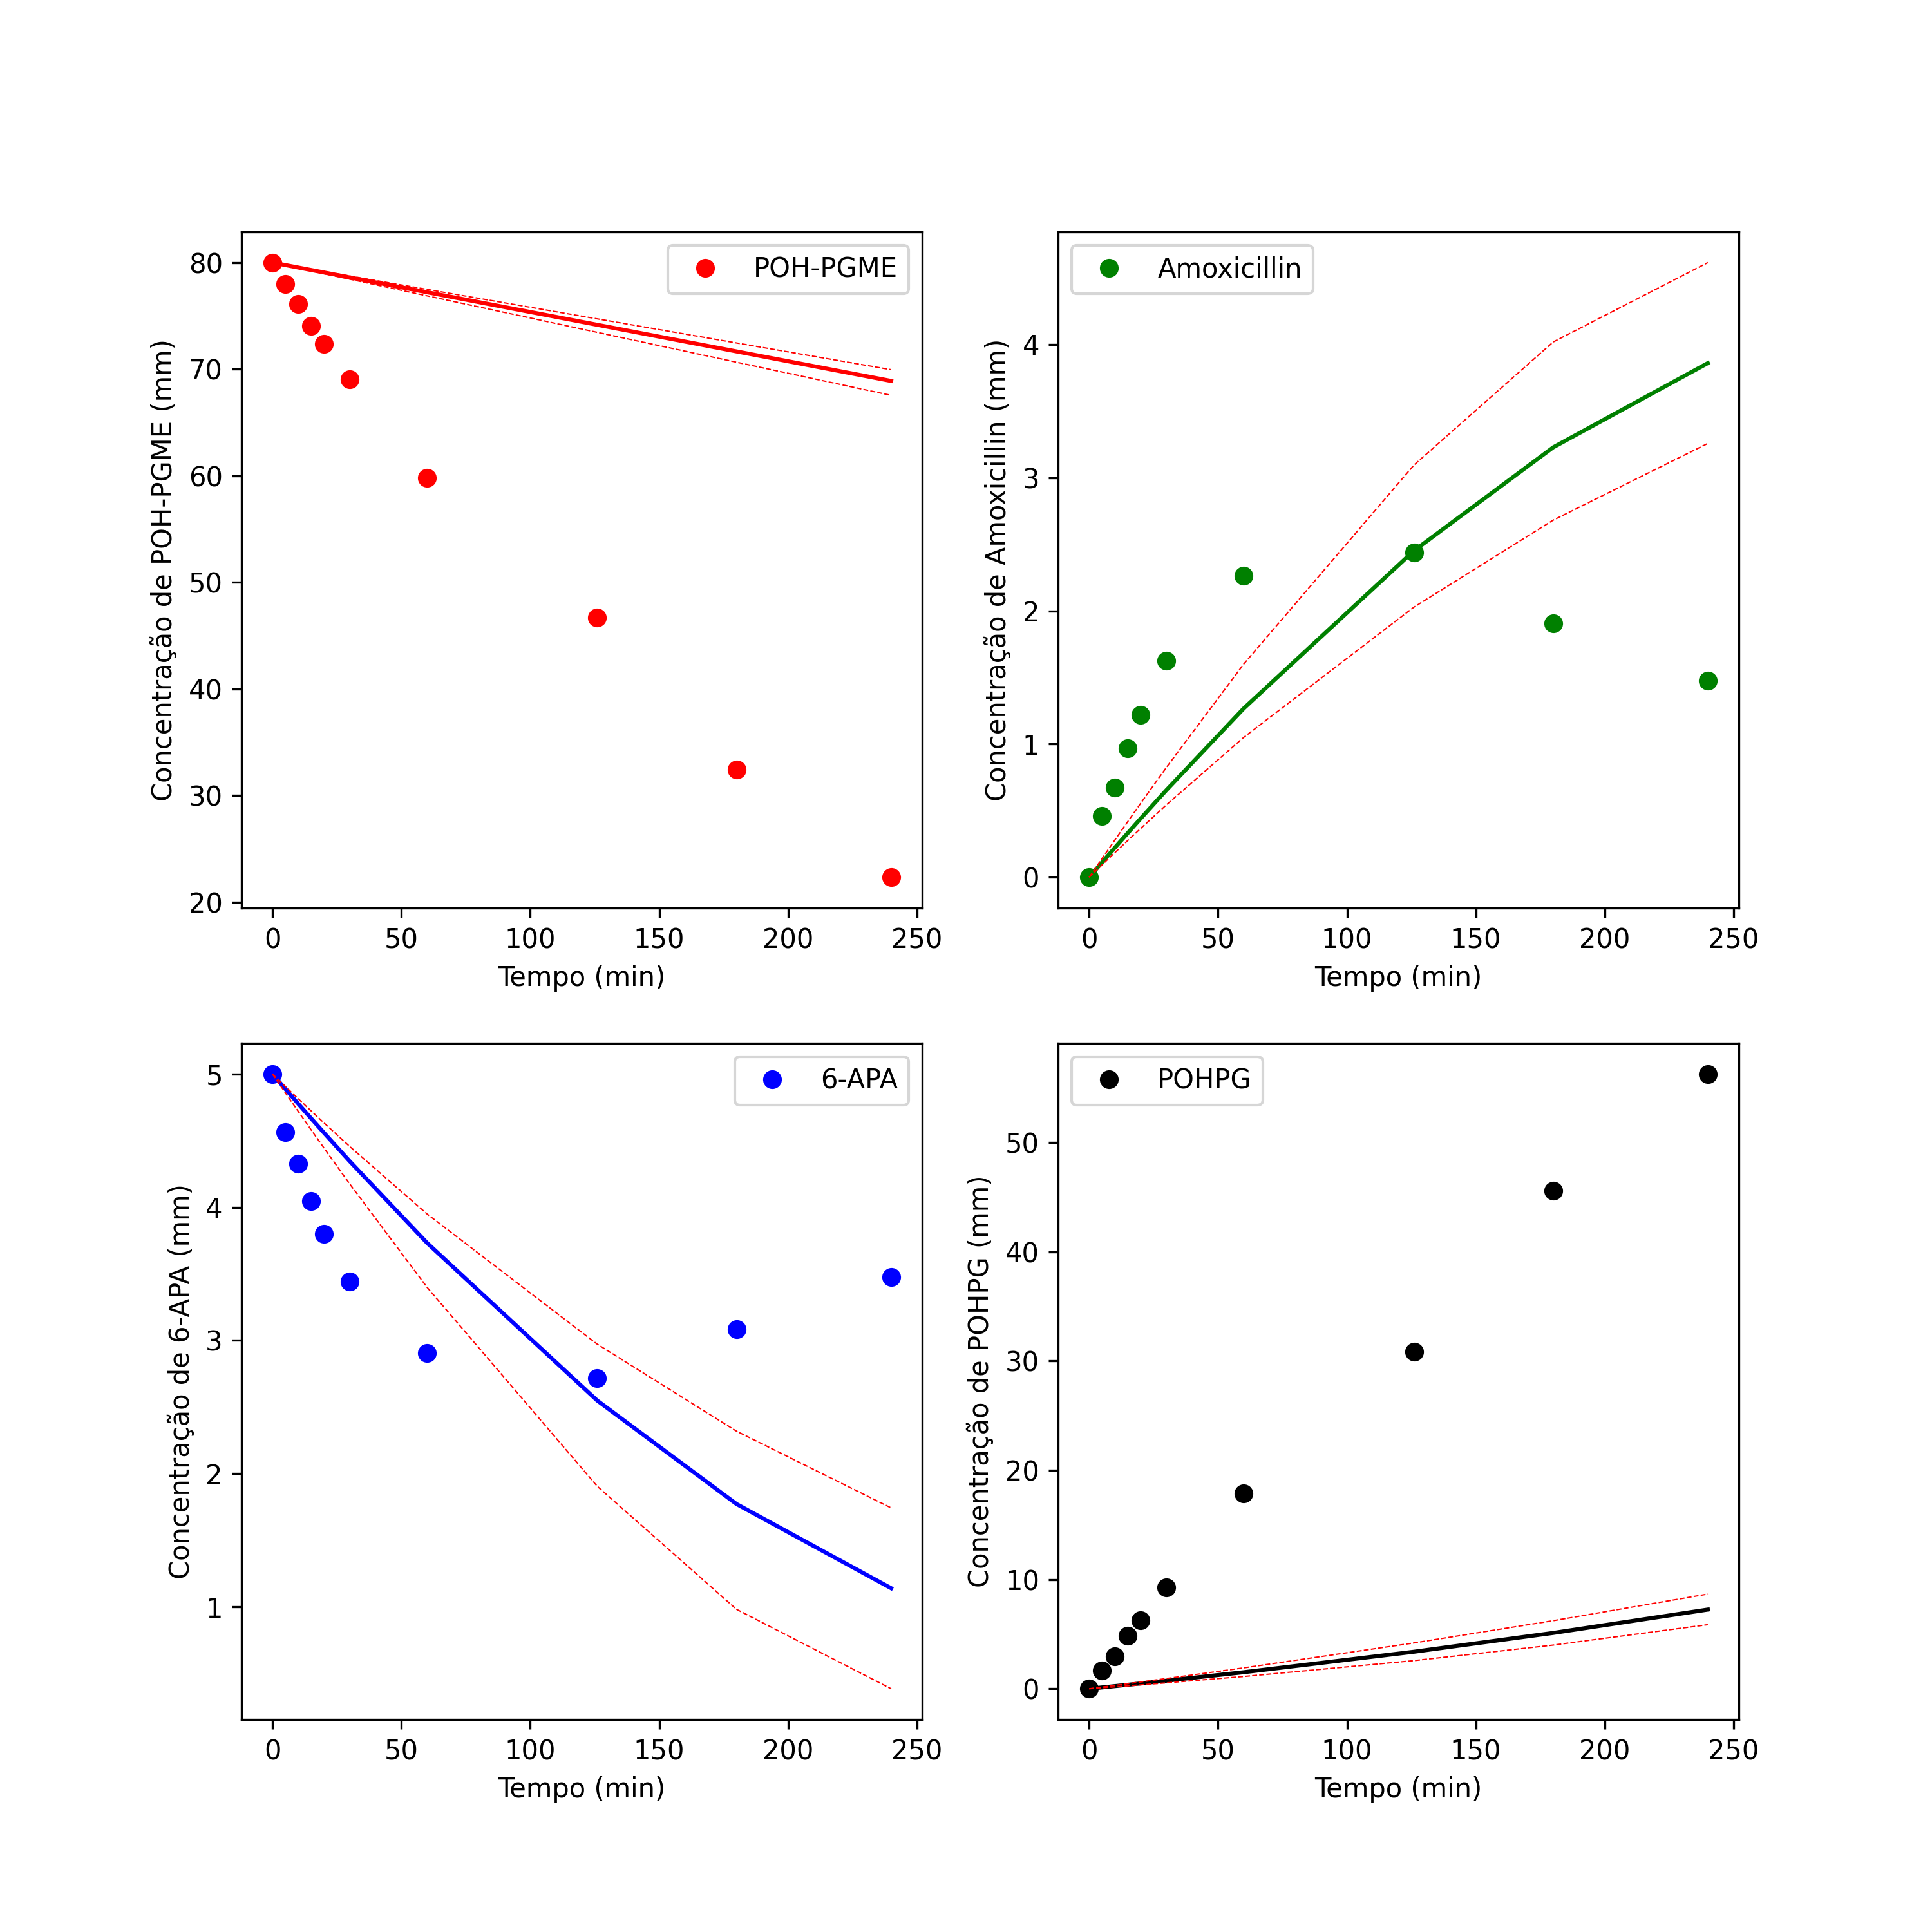 POH-PGME
Concentração de POH-PGME (mm)
80
70
60
50
40
30
20
0 50 100 150 200 250
Tempo (min)
Amoxicillin
Concentração de Amoxicillin (mm)
4
3
2
1
0
0 50 100 150 200 250
Tempo (min)
6-APA
Concentração de 6-APA (mm)
5
4
3
2
1
0 50 100 150 200 250
Tempo (min)
POHPG
Concentração de POHPG (mm)
50
40
30
20
10
0
0 50 100 150 200 250
Tempo (min)